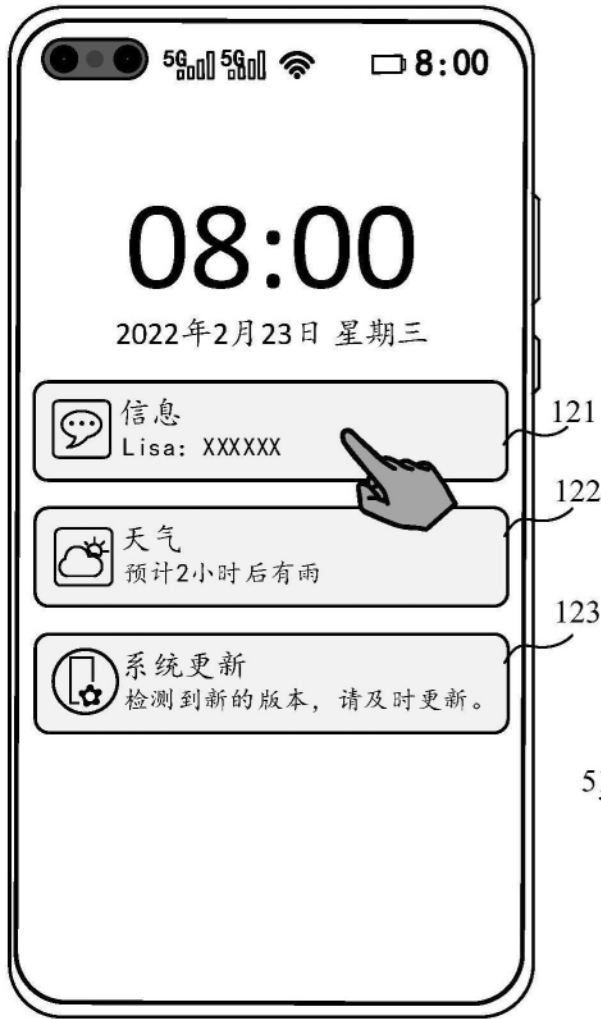 5G 5G 8:00
08:00
2022年2月23日 星期三
信息
Lisa: XXXXXX
121
122
天气
预计2小时后有雨
123
系统更新
检测到新的版本，请及时更新。